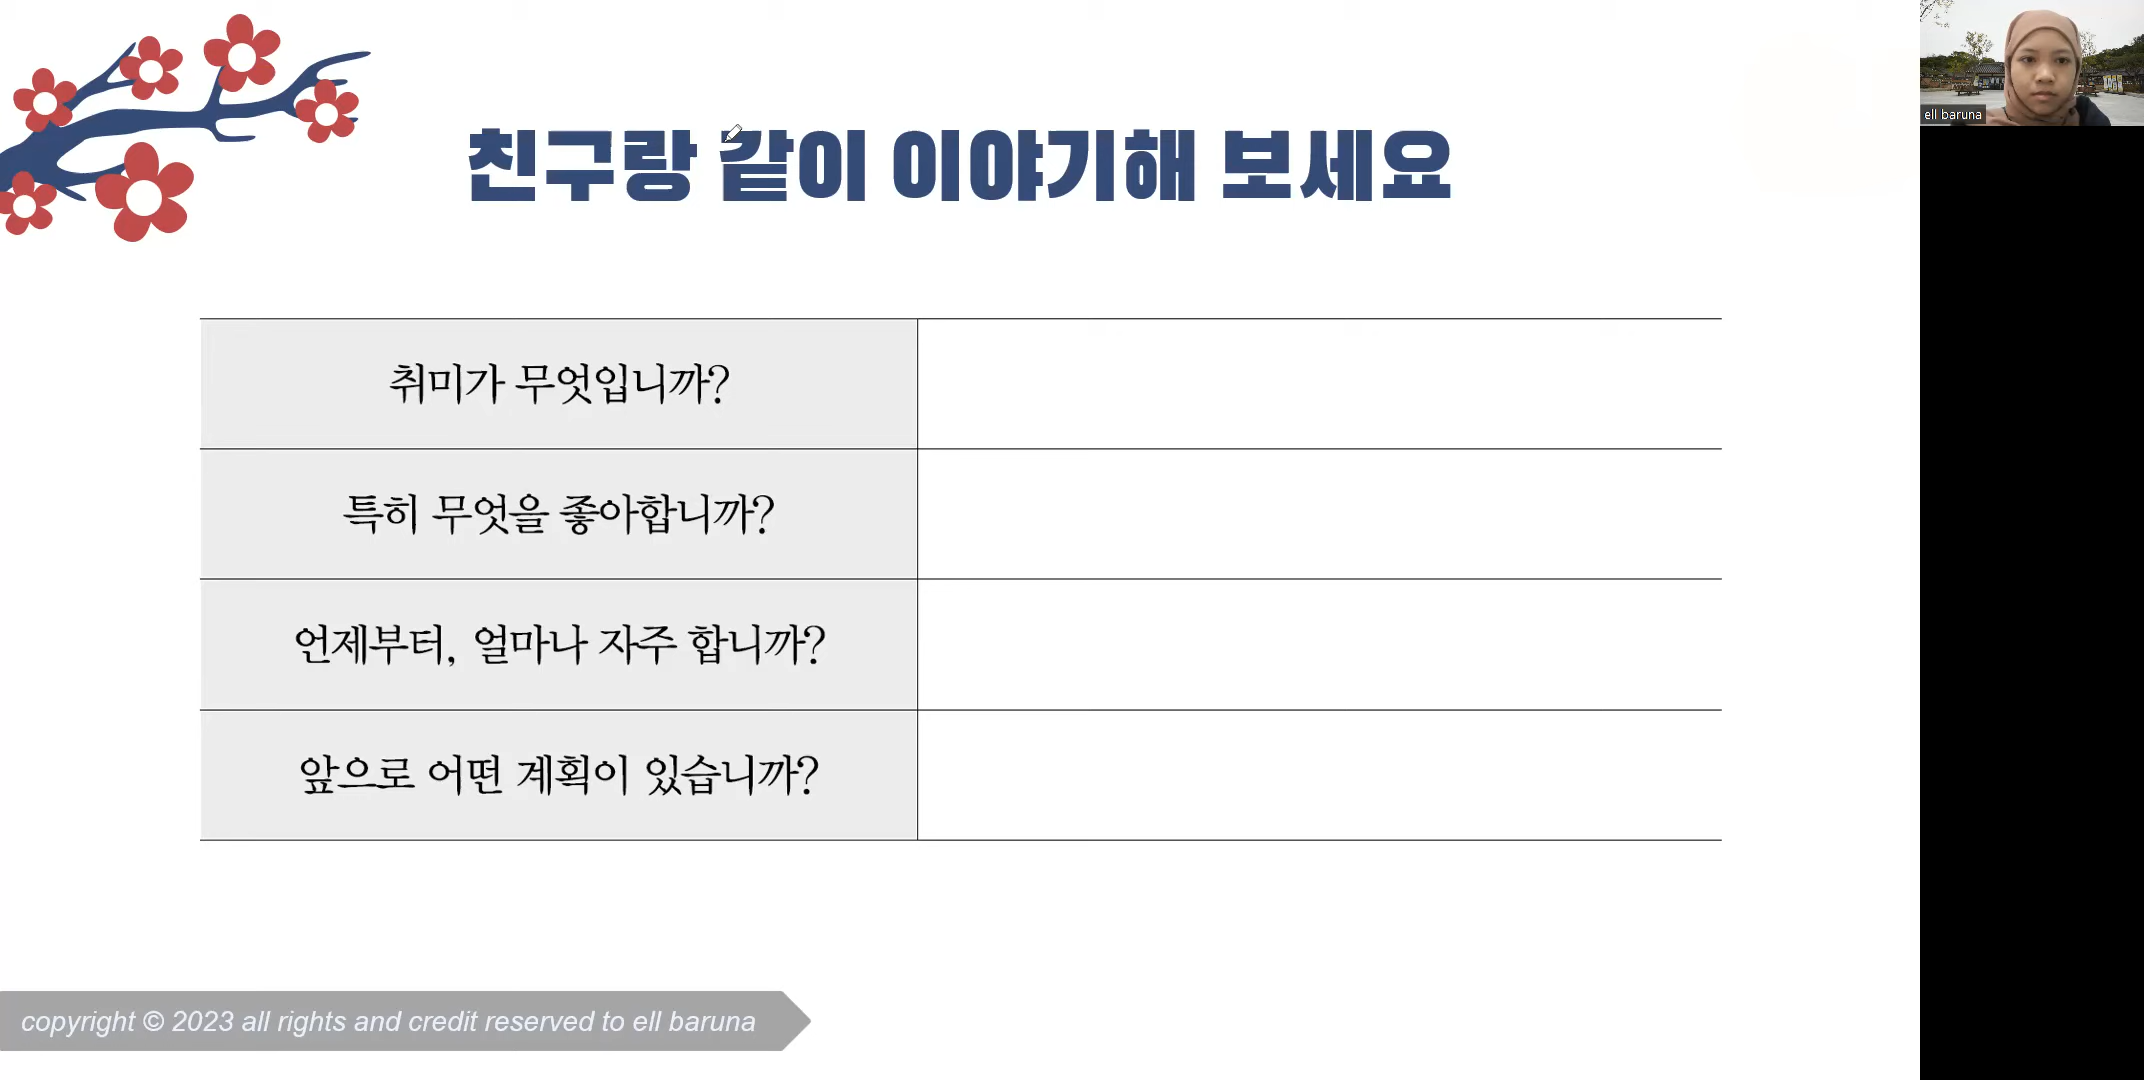 친구랑 같이 이야기해 보세요
취미가 무엇입니까?
특히 무엇을 좋아합니까?
언제부터, 얼마나 자주 합니까?
앞으로 어떤 계획이 있습니까?
copyright © 2023 all rights and credit reserved to ell baruna
ell baruna